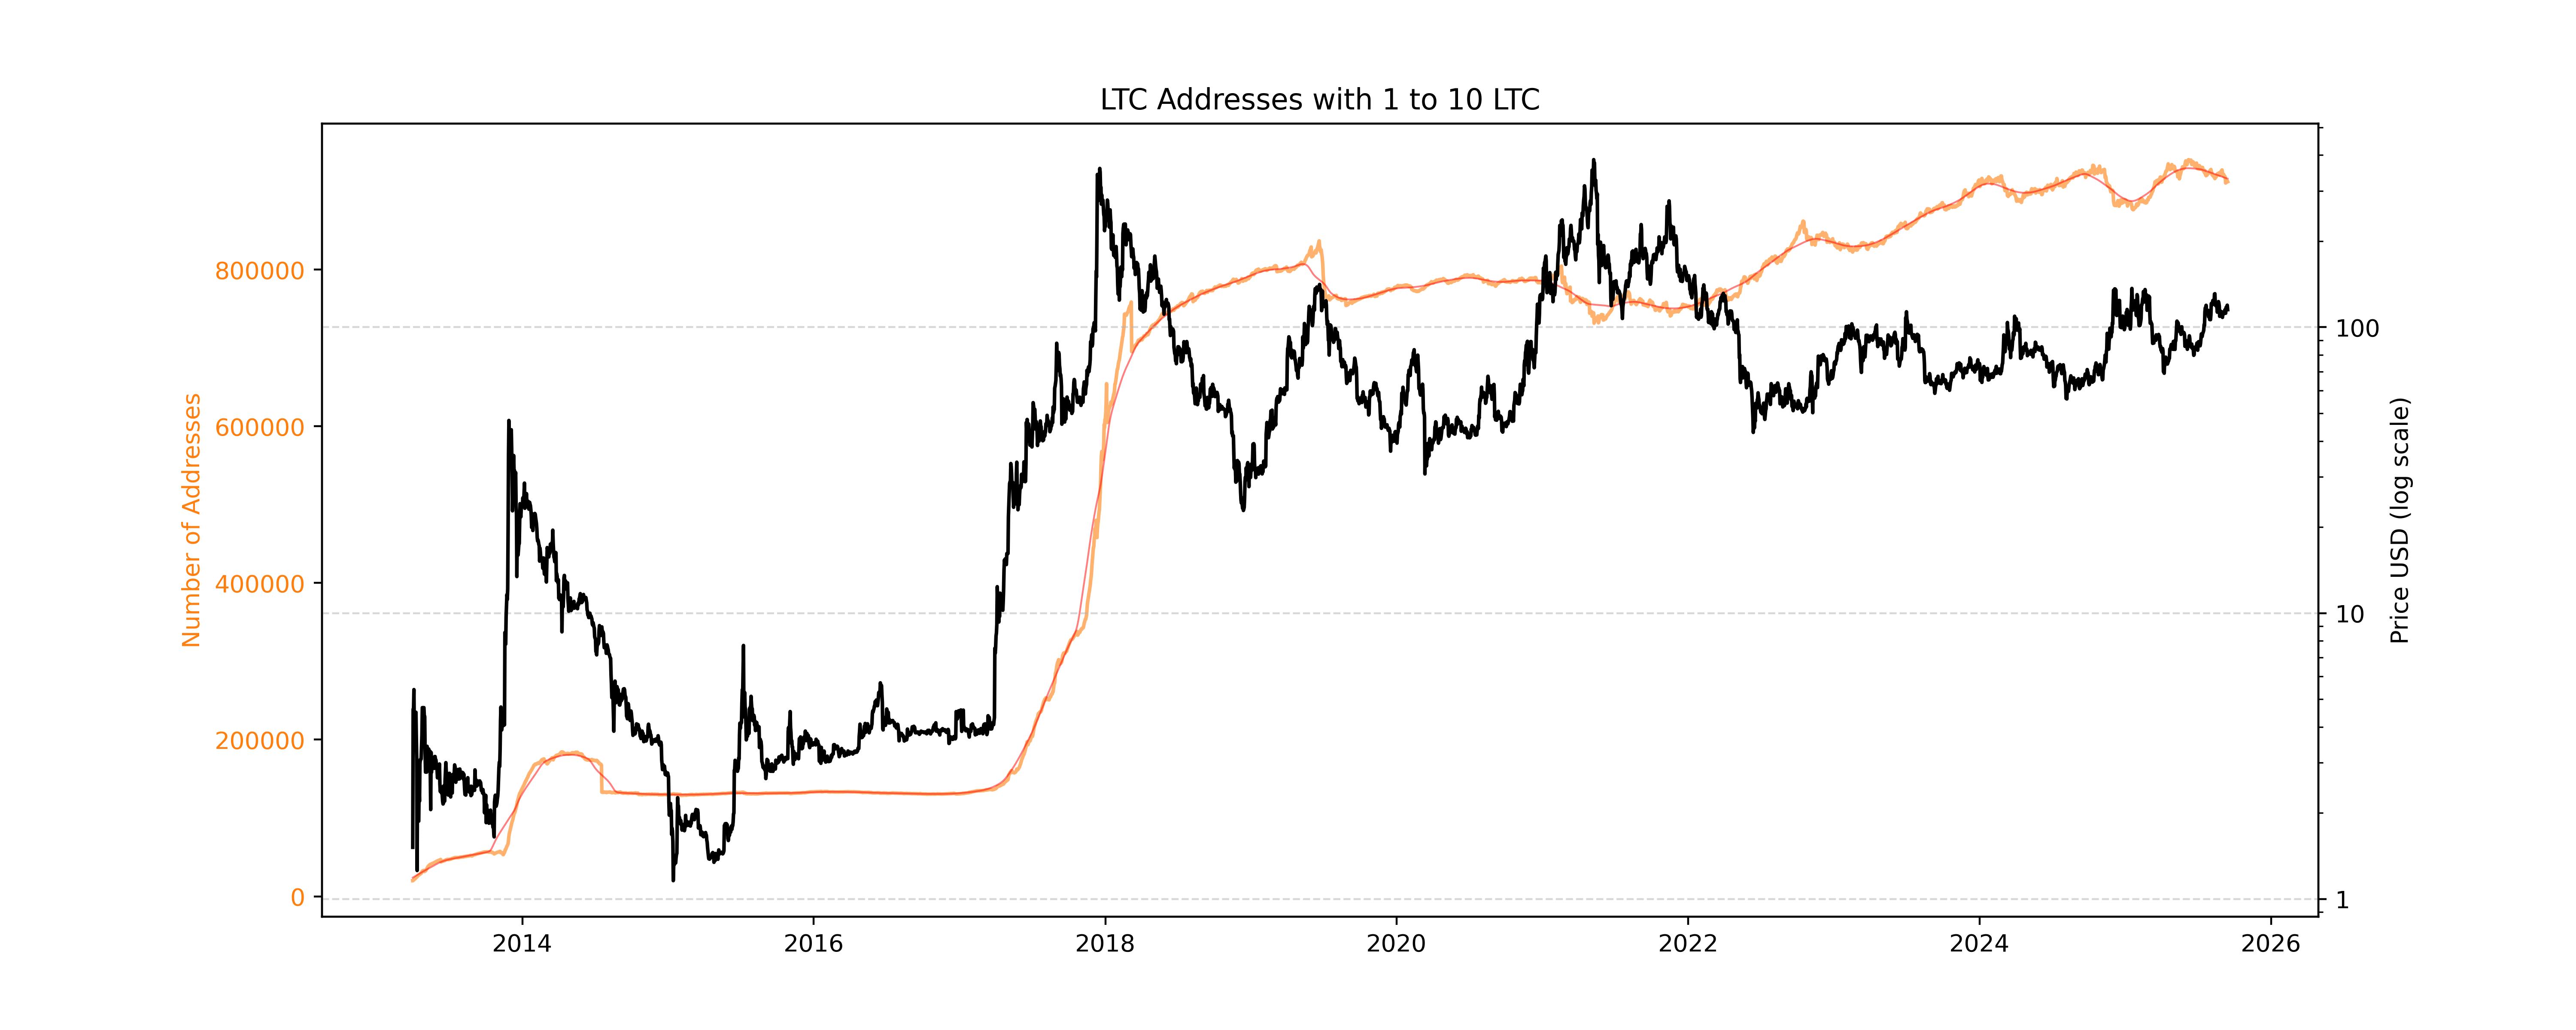 LTC Addresses with 1 to 10 LTC
Number of Addresses
800000
600000
400000
200000
0
100
10
1
Price USD (log scale)
2014 2016 2018 2020 2022 2024 2026